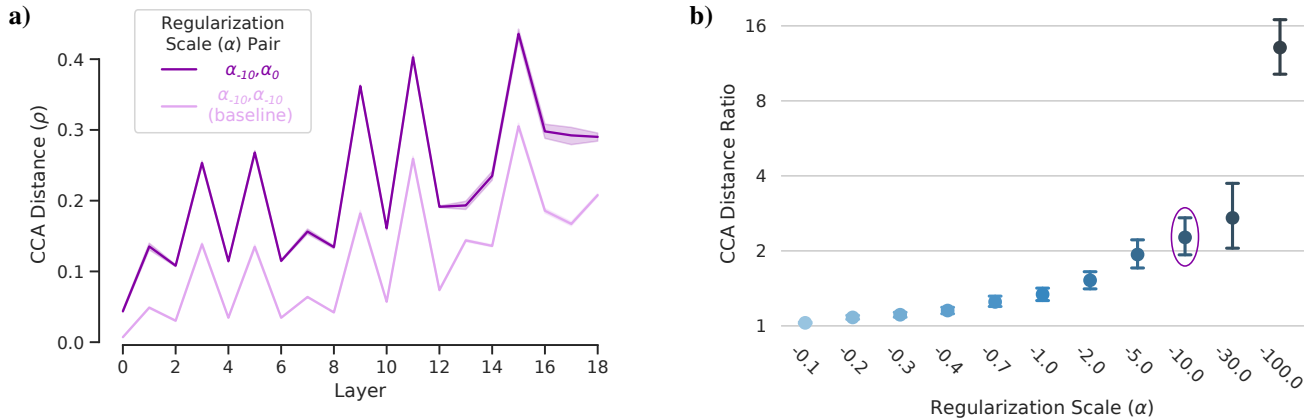 a)
Regularization
Scale (α) Pair
α-10,α0
α-10,α-10
(baseline)
CCA Distance (ρ)
0.4
0.3
0.2
0.1
0.0
0 2 4 6 8 10 12 14 16 18
Layer
b)
CCA Distance Ratio
16
8
4
2
1
-0.1 -0.2 -0.3 -0.4 -0.7 -1.0 -2.0 -5.0 -10.0 -30.0 -100.0
Regularization Scale (α)